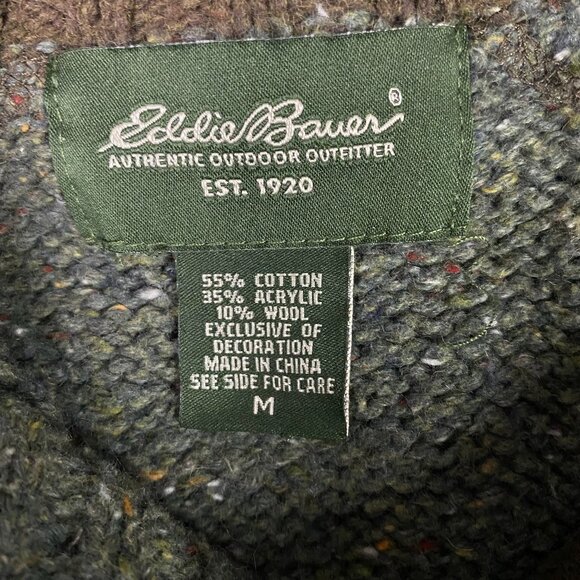 Eddie Bauer®
AUTHENTIC OUTDOOR OUTFITTER
EST. 1920
55% COTTON
35% ACRYLIC
10% WOOL
EXCLUSIVE OF
DECORATION
MADE IN CHINA
SEE SIDE FOR CARE
M